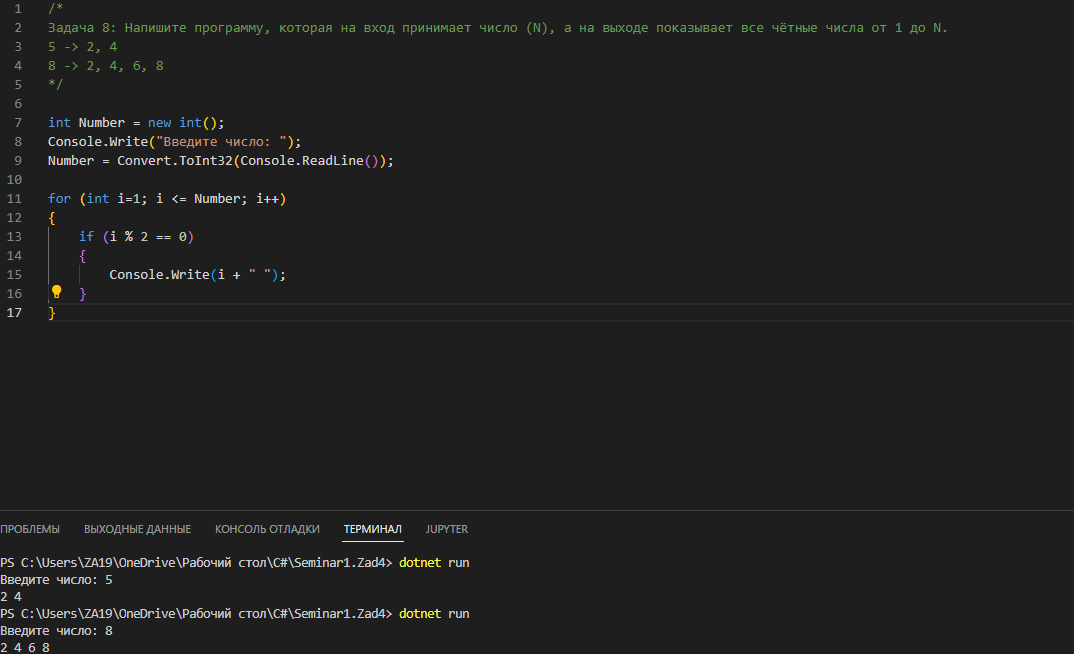 1 /*
2 Задача 8: Напишите программу, которая на вход принимает число (N), а на выходе показывает все чётные числа от 1 до N.
3 5 -> 2, 4
4 8 -> 2, 4, 6, 8
5 */
6
7 int Number = new int();
8 Console.Write("Введите число: ");
9 Number = Convert.ToInt32(Console.ReadLine());
10
11 for (int i=1; i <= Number; i++)
12 {
13     if (i % 2 == 0)
14     {
15         Console.Write(i + " ");
16     }
17 }
ПРОБЛЕМЫ ВЫХОДНЫЕ ДАННЫЕ КОНСОЛЬ ОТЛАДКИ ТЕРМИНАЛ JUPYTER
PS C:\Users\ZA19\OneDrive\Рабочий стол\C#\Seminar1.Zad4> dotnet run
Введите число: 5
2 4
PS C:\Users\ZA19\OneDrive\Рабочий стол\C#\Seminar1.Zad4> dotnet run
Введите число: 8
2 4 6 8